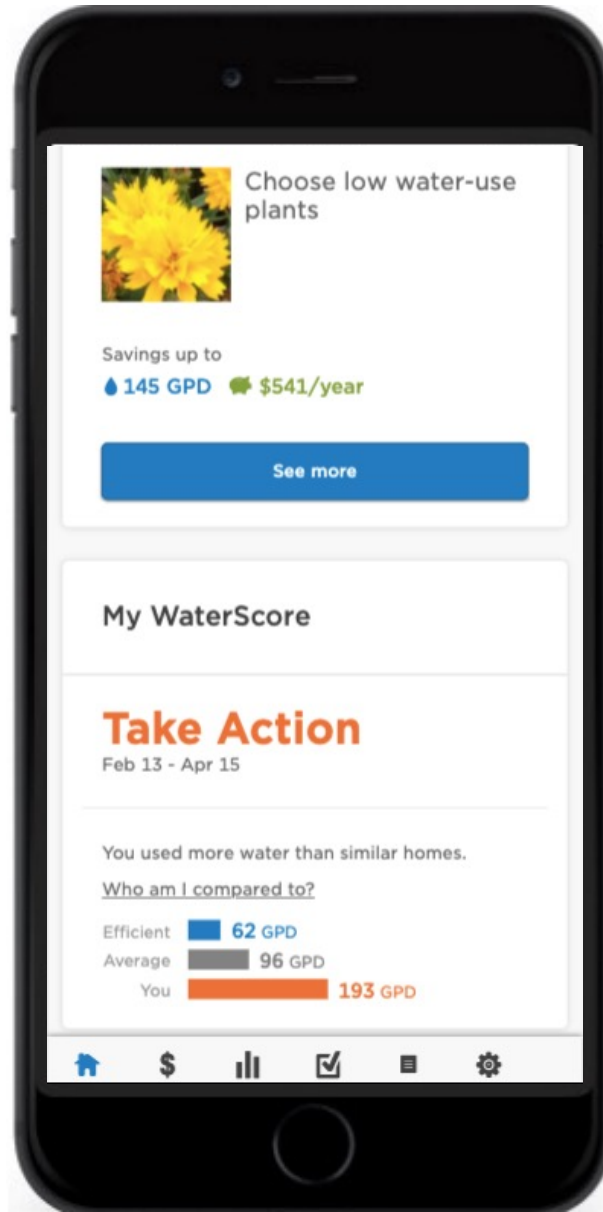 Choose low water-use
plants
Savings up to
145 GPD $541/year
See more
My WaterScore
Take Action
Feb 13 - Apr 15
You used more water than similar homes.
Who am I compared to?
Efficient 62 GPD
Average 96 GPD
You 193 GPD
$